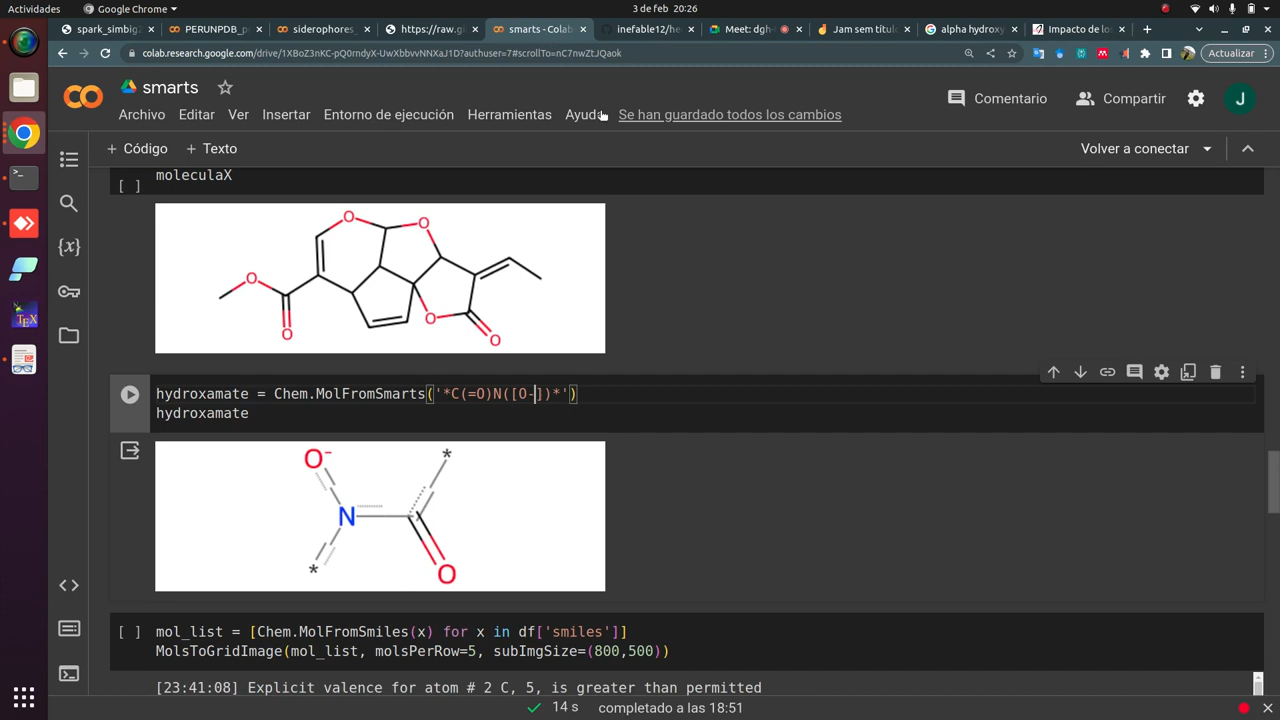 Actividades
Google Chrome
3 de feb 20:26
spark_simbig2
PERUNPDB_p
siderophores_
https://raw.gi
smarts - Colab
inefable12/he
Meet: dgh-
Jam sem títul
alpha hydroxy
Impacto de lo
colab.research.google.com/drive/1XBoZ3nKC-pQ0rndyX-UwXbbvvNNXaJ1D?authuser=7#scrollTo=nC7nwZtJQaok
Actualizar
smarts
Comentario
Compartir
J
Archivo Editar Ver Insertar Entorno de ejecución Herramientas Ayuda Se han guardado todos los cambios
+ Código + Texto
Volver a conectar
moleculaX
[ ]
O
O
O
O
O
O
hydroxamate = Chem.MolFromSmarts('*C(=O)N([O-])*')
hydroxamate
O-
*
N
*
O
[ ] mol_list = [Chem.MolFromSmiles(x) for x in df['smiles']]
MolsToGridImage(mol_list, molsPerRow=5, subImgSize=(800,500))
[23:41:08] Explicit valence for atom # 2 C, 5, is greater than permitted
14 s completado a las 18:51